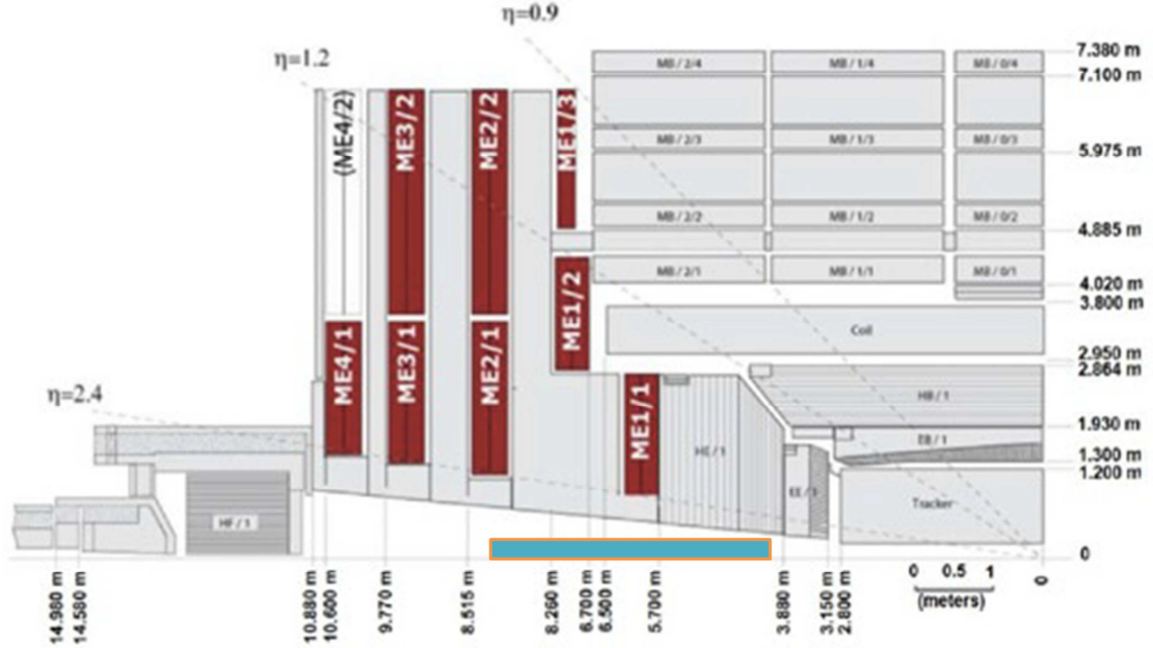 η=0.9
η=1.2
7.380 m
MB / 2/4
MB / 1/4
MB / 0/4
7.100 m
(ME4/2)
ME3/2
ME2/2
ME1/3
MB / 2/3
MB / 1/3
MB / 0/3
5.975 m
MB / 2/2
MB / 1/2
MB / 0/2
4.885 m
MB / 2/1
MB / 1/1
MB / 0/1
4.020 m
3.800 m
ME1/2
Coil
2.950 m
2.864 m
ME4/1
ME3/1
ME2/1
ME1/1
HB / 1
η=2.4
1.930 m
HE / 1
EB / 1
1.300 m
1.200 m
EE / 1
Tracker
HF / 1
0
0 0.5 1
(meters)
14.980 m
14.580 m
10.880 m
10.600 m
9.770 m
8.515 m
8.260 m
6.700 m
6.500 m
5.700 m
3.880 m
3.150 m
2.800 m
0